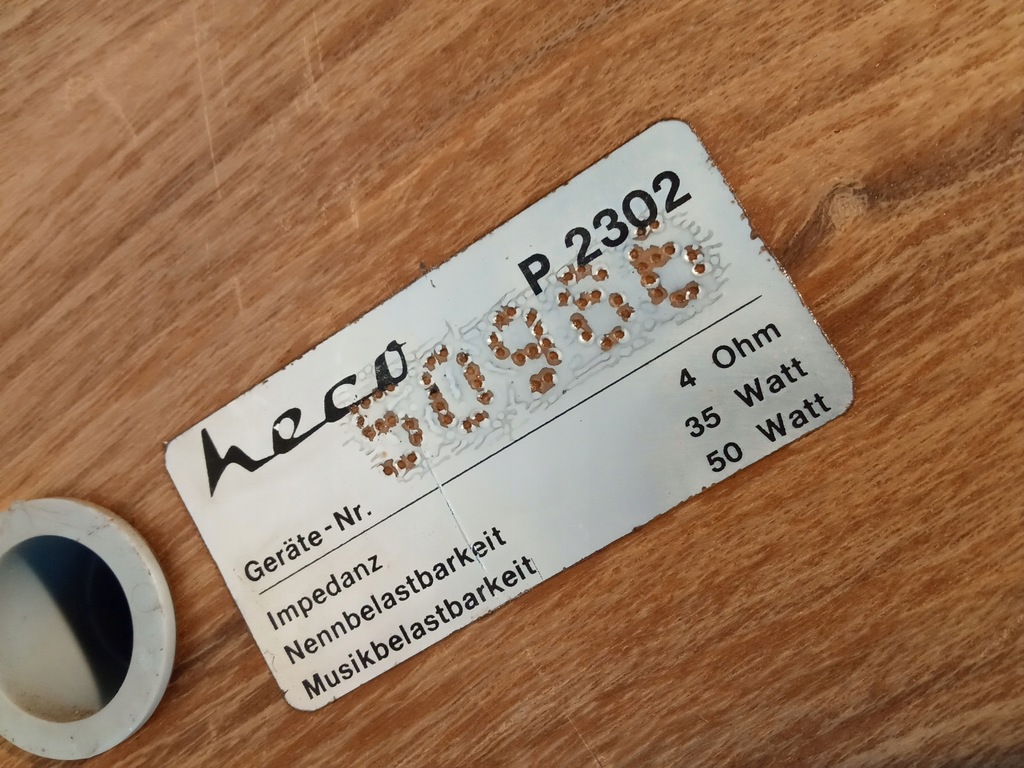 heco P 2302
Geräte-Nr.
Impedanz 4 Ohm
Nennbelastbarkeit 35 Watt
Musikbelastbarkeit 50 Watt